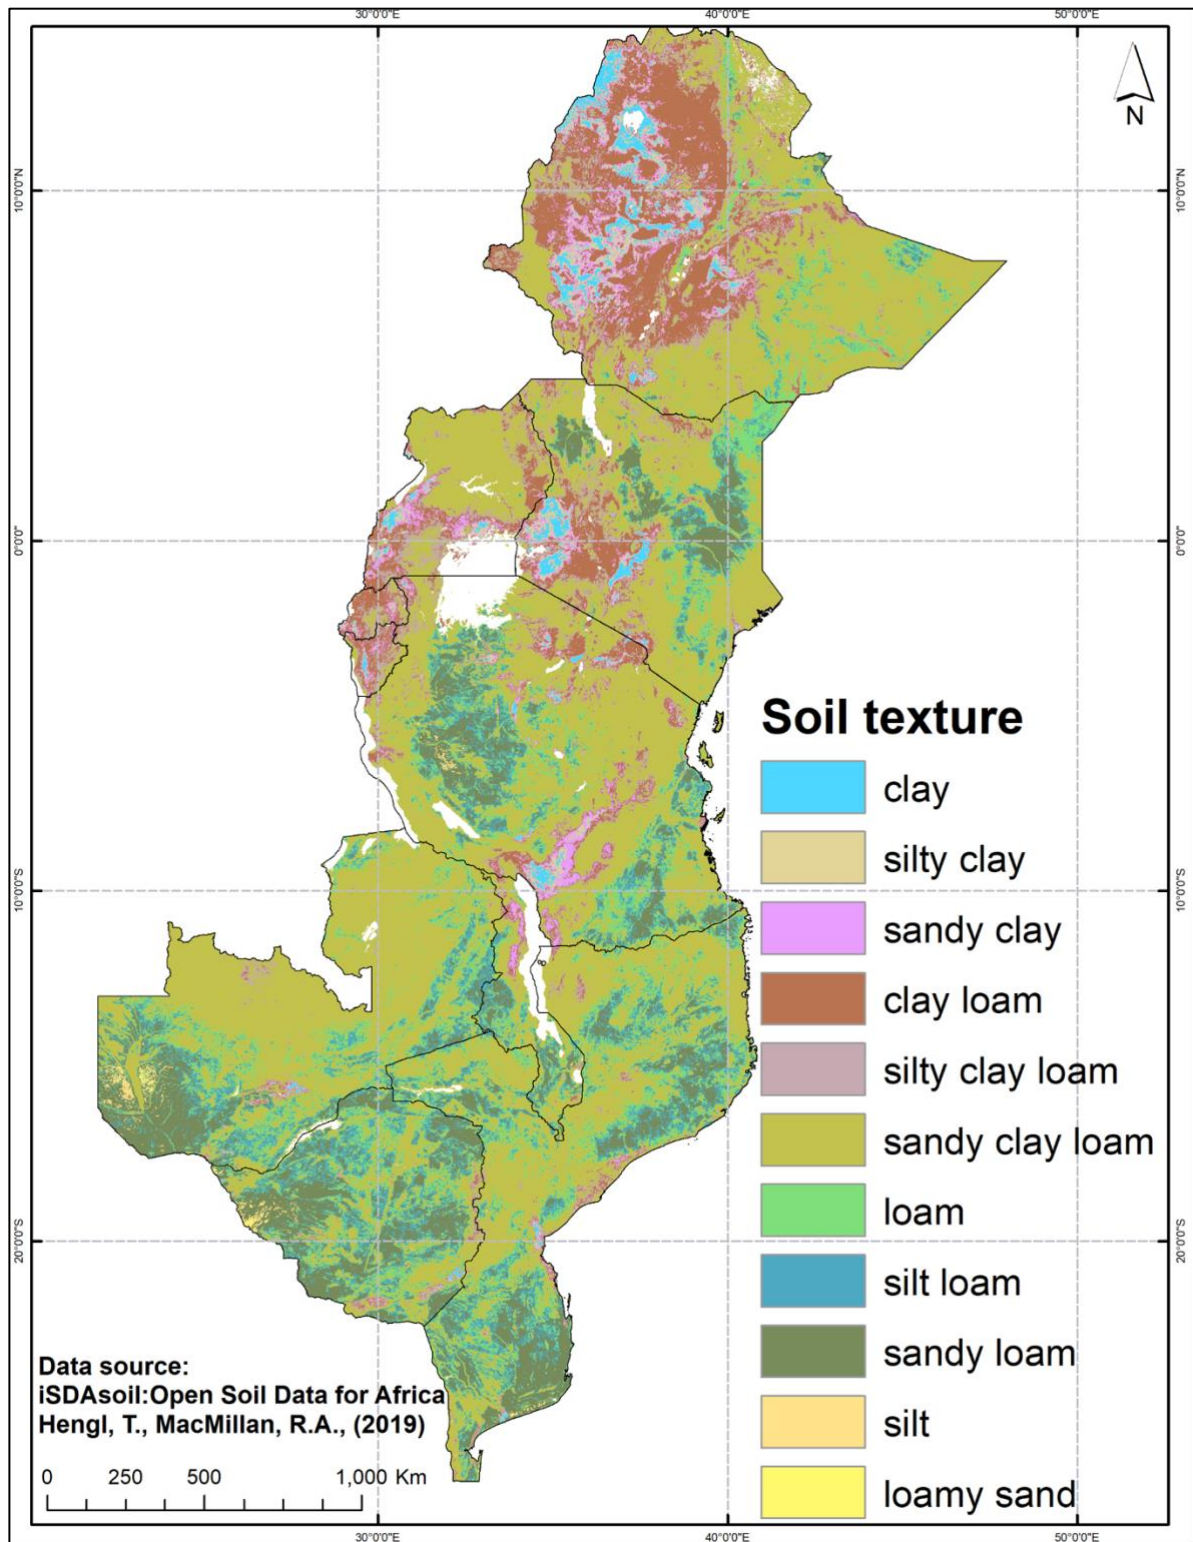 30°0'0"E 40°0'0"E 50°0'0"E
N
10°0'0"N 10°0'0"N
0°0'0" 0°0'0"
Soil texture
clay
silty clay
sandy clay
10°0'0"S 10°0'0"S
clay loam
silty clay loam
sandy clay loam
loam
20°0'0"S 20°0'0"S
silt loam
sandy loam
silt
loamy sand
Data source:
iSDAsoil:Open Soil Data for Africa
Hengl, T., MacMillan, R.A., (2019)
0 250 500 1,000 Km
30°0'0"E 40°0'0"E 50°0'0"E